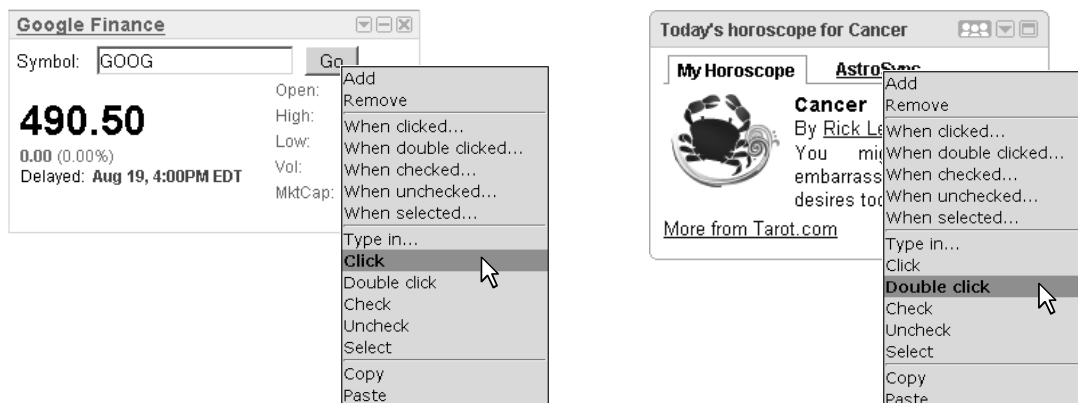 Google Finance
Symbol: GOOG Go
490.50
0.00 (0.00%)
Delayed: Aug 19, 4:00PM EDT
Open:
High:
Low:
Vol:
MktCap:
Add
Remove
When clicked...
When double clicked...
When checked...
When unchecked...
When selected...
Type in...
Click
Double click
Check
Uncheck
Select
Copy
Paste
Today's horoscope for Cancer
My Horoscope AstroSync
Cancer
By Rick
You
desires
More from Tarot.com
Add
Remove
When clicked...
When double clicked...
When checked...
When unchecked...
When selected...
Type in...
Click
Double click
Check
Uncheck
Select
Copy
Paste